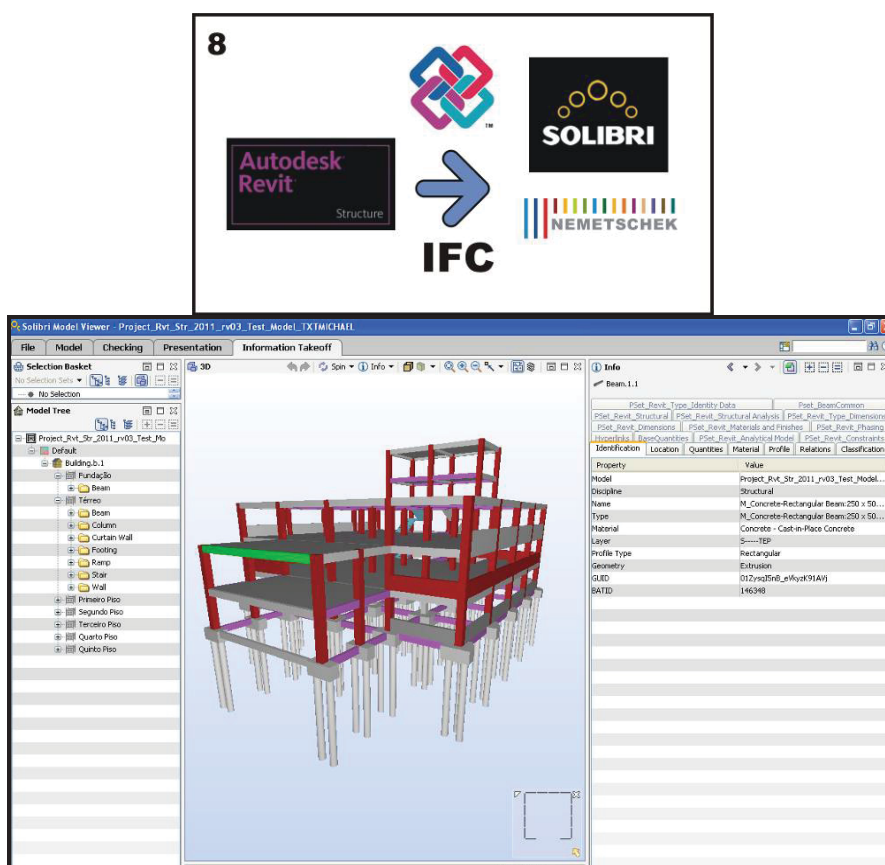 8
TM
Autodesk
Revit
Structure
IFC
SOLIBRI
NEMETSCHEK
Solibri Model Viewer - Project_Rvt_Str_2011_rv03_Test_Model_TXTMICHAEL
File Model Checking Presentation Information Takeoff
Selection Basket
No Selection Sets
No Selection
Model Tree
Project_Rvt_Str_2011_rv03_Test_Mo
Default
Building.b.1
Fundação
Beam
Térreo
Beam
Column
Curtain Wall
Footing
Ramp
Stair
Wall
Primeiro Piso
Segundo Piso
Terceiro Piso
Quarto Piso
Quinto Piso
3D Spin Info
Info
Beam.1.1
PSet_Revit_Type_Identity Data Pset_BeamCommon
PSet_Revit_Structural PSet_Revit_Structural Analysis PSet_Revit_Type_Dimensions
PSet_Revit_Dimensions PSet_Revit_Materials and Finishes PSet_Revit_Phasing
Hyperlinks BaseQuantities PSet_Revit_Analytical Model PSet_Revit_Constraints
Identification Location Quantities Material Profile Relations Classification
Property Value
Model Project_Rvt_Str_2011_rv03_Test_Model...
Discipline Structural
Name M_Concrete-Rectangular Beam:250 x 50...
Type M_Concrete-Rectangular Beam:250 x 50...
Material Concrete - Cast-in-Place Concrete
Layer S-----TEP
Profile Type Rectangular
Geometry Extrusion
GUID
BATID 146348